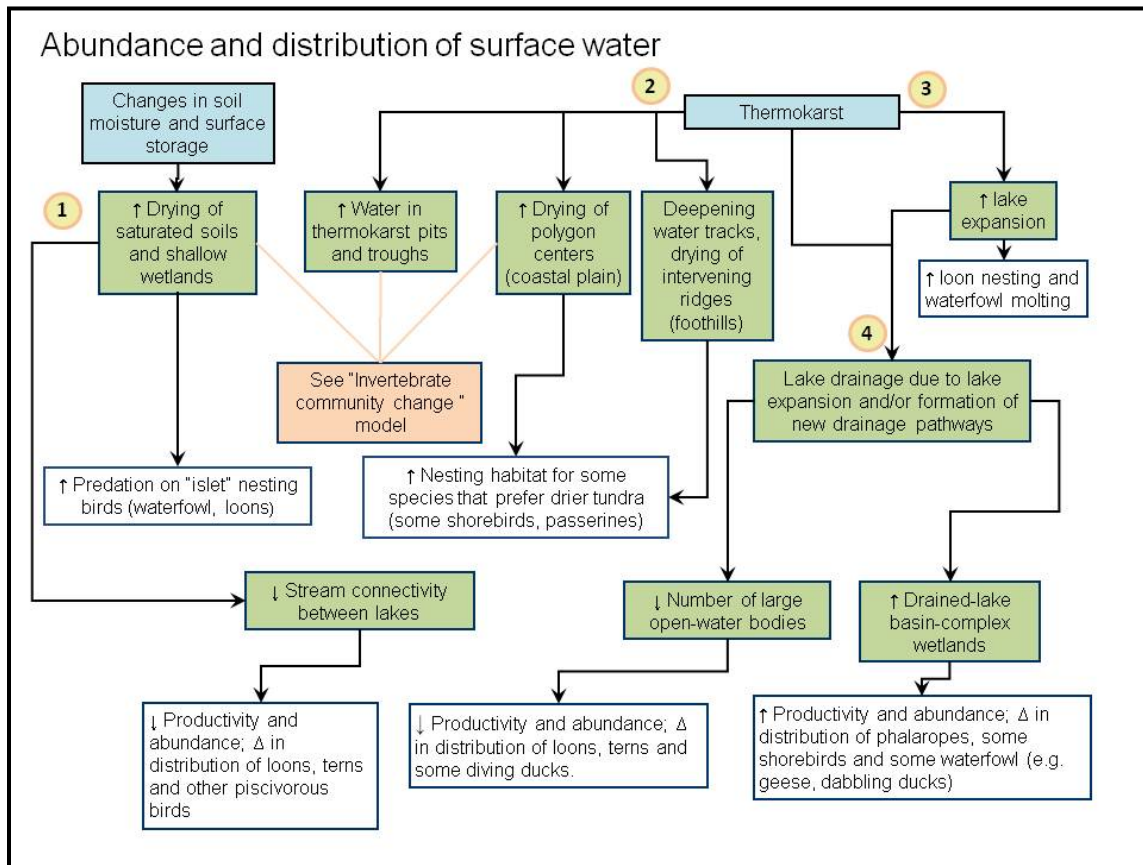 Abundance and distribution of surface water
Changes in soil
moisture and surface
storage
2
Thermokarst
3
1
↑ Drying of
saturated soils
and shallow
wetlands
↑ Water in
thermokarst pits
and troughs
↑ Drying of
polygon
centers
(coastal plain)
Deepening
water tracks,
drying of
intervening
ridges
(foothills)
↑ lake
expansion
↑ loon nesting and
waterfowl molting
4
See "Invertebrate
community change "
model
Lake drainage due to lake
expansion and/or formation of
new drainage pathways
↑ Predation on "islet" nesting
birds (waterfowl, loons)
↑ Nesting habitat for some
species that prefer drier tundra
(some shorebirds, passerines)
↓ Stream connectivity
between lakes
↓ Number of large
open-water bodies
↑ Drained-lake
basin-complex
wetlands
↓ Productivity and
abundance; Δ in
distribution of loons, terns
and other piscivorous
birds
↓ Productivity and abundance; Δ
in distribution of loons, terns and
some diving ducks.
↑ Productivity and abundance; Δ in
distribution of phalaropes, some
shorebirds and some waterfowl (e.g.
geese, dabbling ducks)